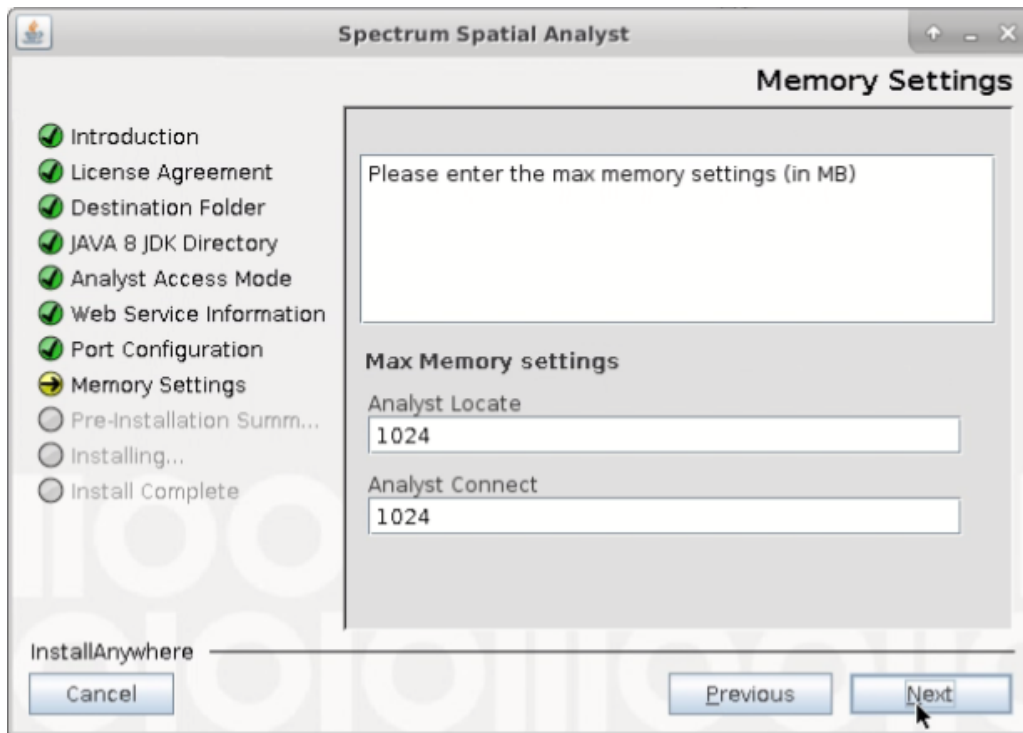 Spectrum Spatial Analyst
Memory Settings
Introduction
License Agreement
Destination Folder
JAVA 8 JDK Directory
Analyst Access Mode
Web Service Information
Port Configuration
Memory Settings
Pre-Installation Summ...
Installing...
Install Complete
Please enter the max memory settings (in MB)
Max Memory settings
Analyst Locate
1024
Analyst Connect
1024
InstallAnywhere
Cancel
Previous
Next